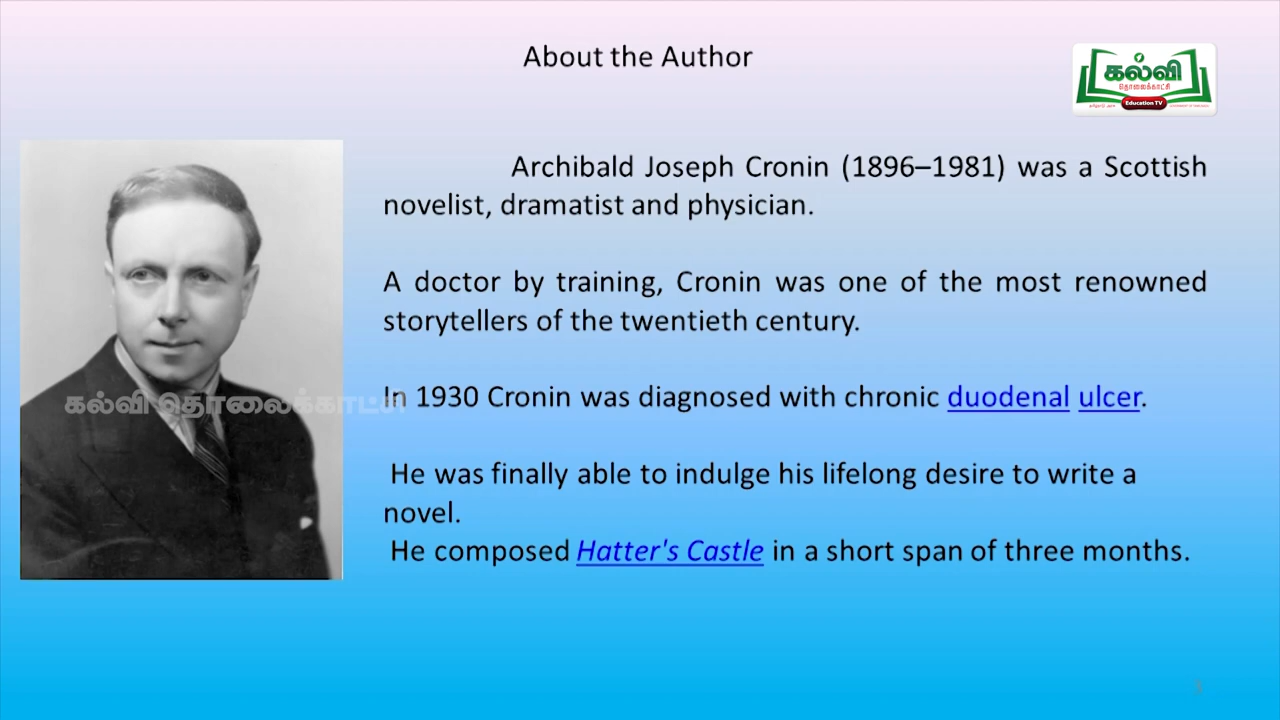 About the Author
கல்வி
தொலைக்காட்சி
Education TV
Archibald Joseph Cronin (1896–1981) was a Scottish
novelist, dramatist and physician.
A doctor by training, Cronin was one of the most renowned
storytellers of the twentieth century.
கல்வி தொலைக்காட்சி
In 1930 Cronin was diagnosed with chronic duodenal ulcer.
He was finally able to indulge his lifelong desire to write a
novel.
He composed Hatter's Castle in a short span of three months.
5